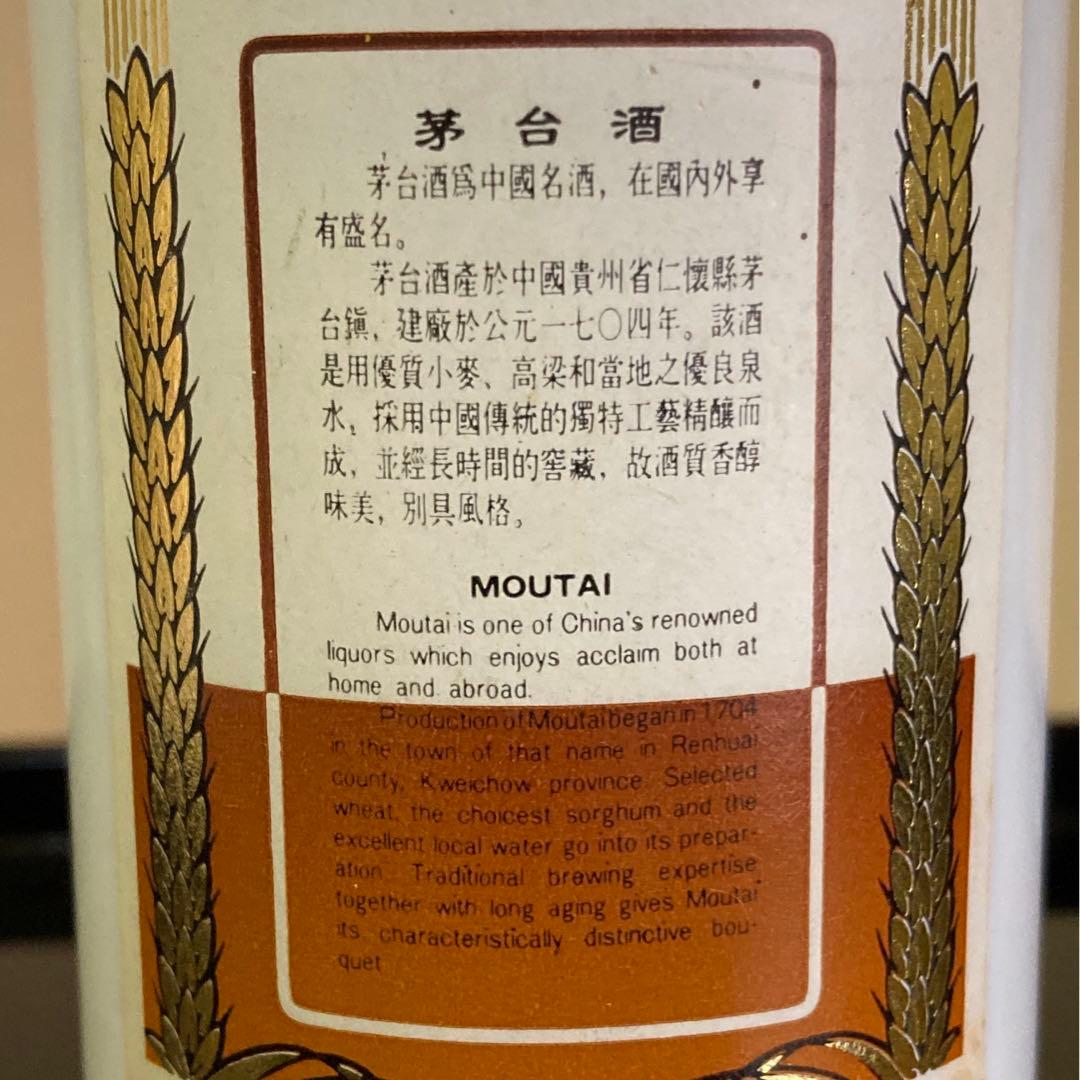 茅台酒
茅台酒爲中國名酒，在國內外享
有盛名。
茅台酒產於中國貴州省仁懷縣茅
台鎭，建廠於公元一七〇四年。該酒
是用優質小麥、高梁和當地之優良泉
水，採用中國傳統的獨特工藝精釀而
成，並經長時間的窖藏，故酒質香醇
味美，別具風格。
MOUTAI
Moutai is one of China's renowned
liquors which enjoys acclaim both at
home and abroad.
Production of Moutai began in 1704
in the town of that name in Renhuai
county, Kweichow province. Selected
wheat, the choicest sorghum and the
excellent local water go into its prepar-
ation. Traditional brewing expertise
together with long aging gives Moutai
its characteristically distinctive bou-
quet